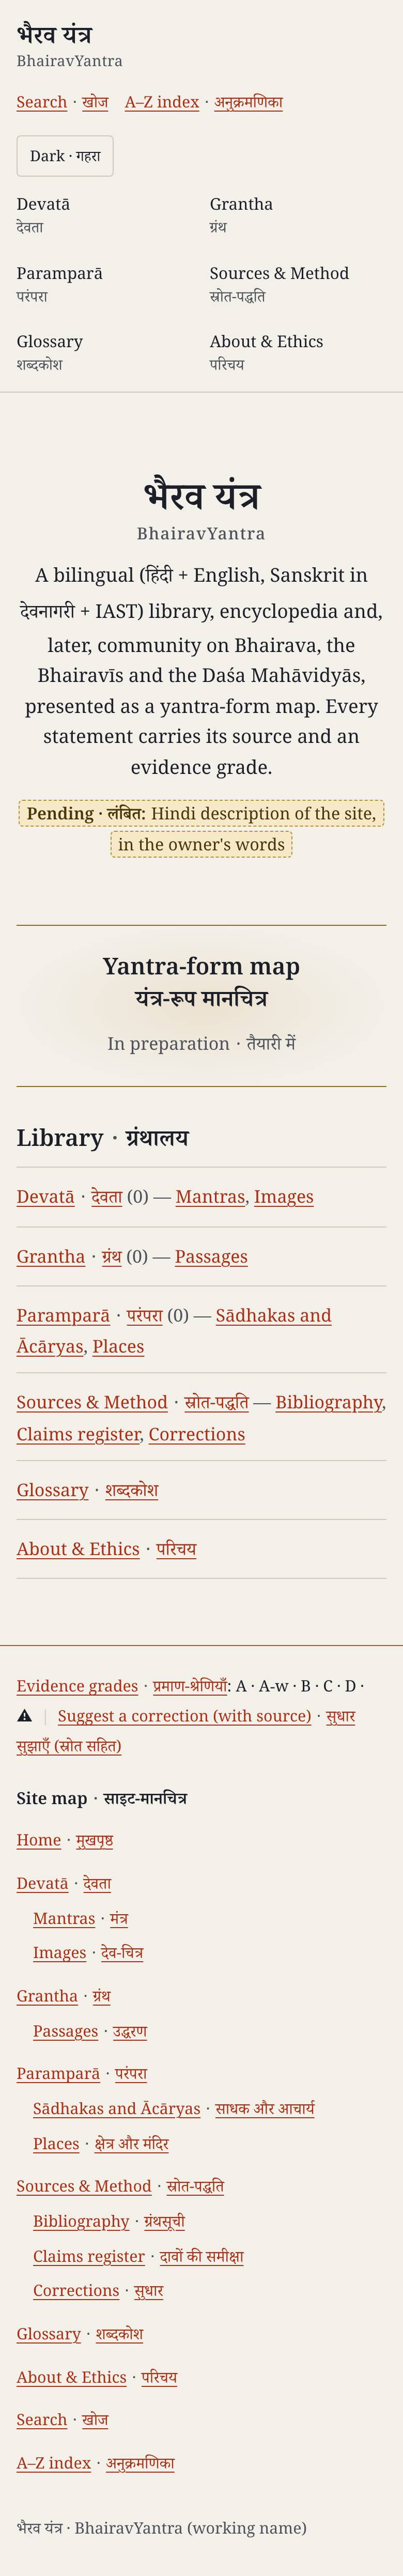 भैरव यंत्र
BhairavYantra
Search · खोज A–Z index · अनुक्रमणिका
Dark · गहरा
Devatā Grantha
देवता ग्रंथ
Paramparā Sources & Method
परंपरा स्रोत-पद्धति
Glossary About & Ethics
शब्दकोश परिचय
भैरव यंत्र
BhairavYantra
A bilingual (हिंदी + English, Sanskrit in
देवनागरी + IAST) library, encyclopedia and,
later, community on Bhairava, the
Bhairavīs and the Daśa Mahāvidyās,
presented as a yantra-form map. Every
statement carries its source and an
evidence grade.
Pending · लंबित: Hindi description of the site,
in the owner's words
Yantra-form map
यंत्र-रूप मानचित्र
In preparation · तैयारी में
Library · ग्रंथालय
Devatā · देवता (0) — Mantras, Images
Grantha · ग्रंथ (0) — Passages
Paramparā · परंपरा (0) — Sādhakas and
Ācāryas, Places
Sources & Method · स्रोत-पद्धति — Bibliography,
Claims register, Corrections
Glossary · शब्दकोश
About & Ethics · परिचय
Evidence grades · प्रमाण-श्रेणियाँ: A · A-w · B · C · D ·
⚠ | Suggest a correction (with source) · सुधार
सुझाएँ (स्रोत सहित)
Site map · साइट-मानचित्र
Home · मुखपृष्ठ
Devatā · देवता
Mantras · मंत्र
Images · देव-चित्र
Grantha · ग्रंथ
Passages · उद्धरण
Paramparā · परंपरा
Sādhakas and Ācāryas · साधक और आचार्य
Places · क्षेत्र और मंदिर
Sources & Method · स्रोत-पद्धति
Bibliography · ग्रंथसूची
Claims register · दावों की समीक्षा
Corrections · सुधार
Glossary · शब्दकोश
About & Ethics · परिचय
Search · खोज
A–Z index · अनुक्रमणिका
भैरव यंत्र · BhairavYantra (working name)